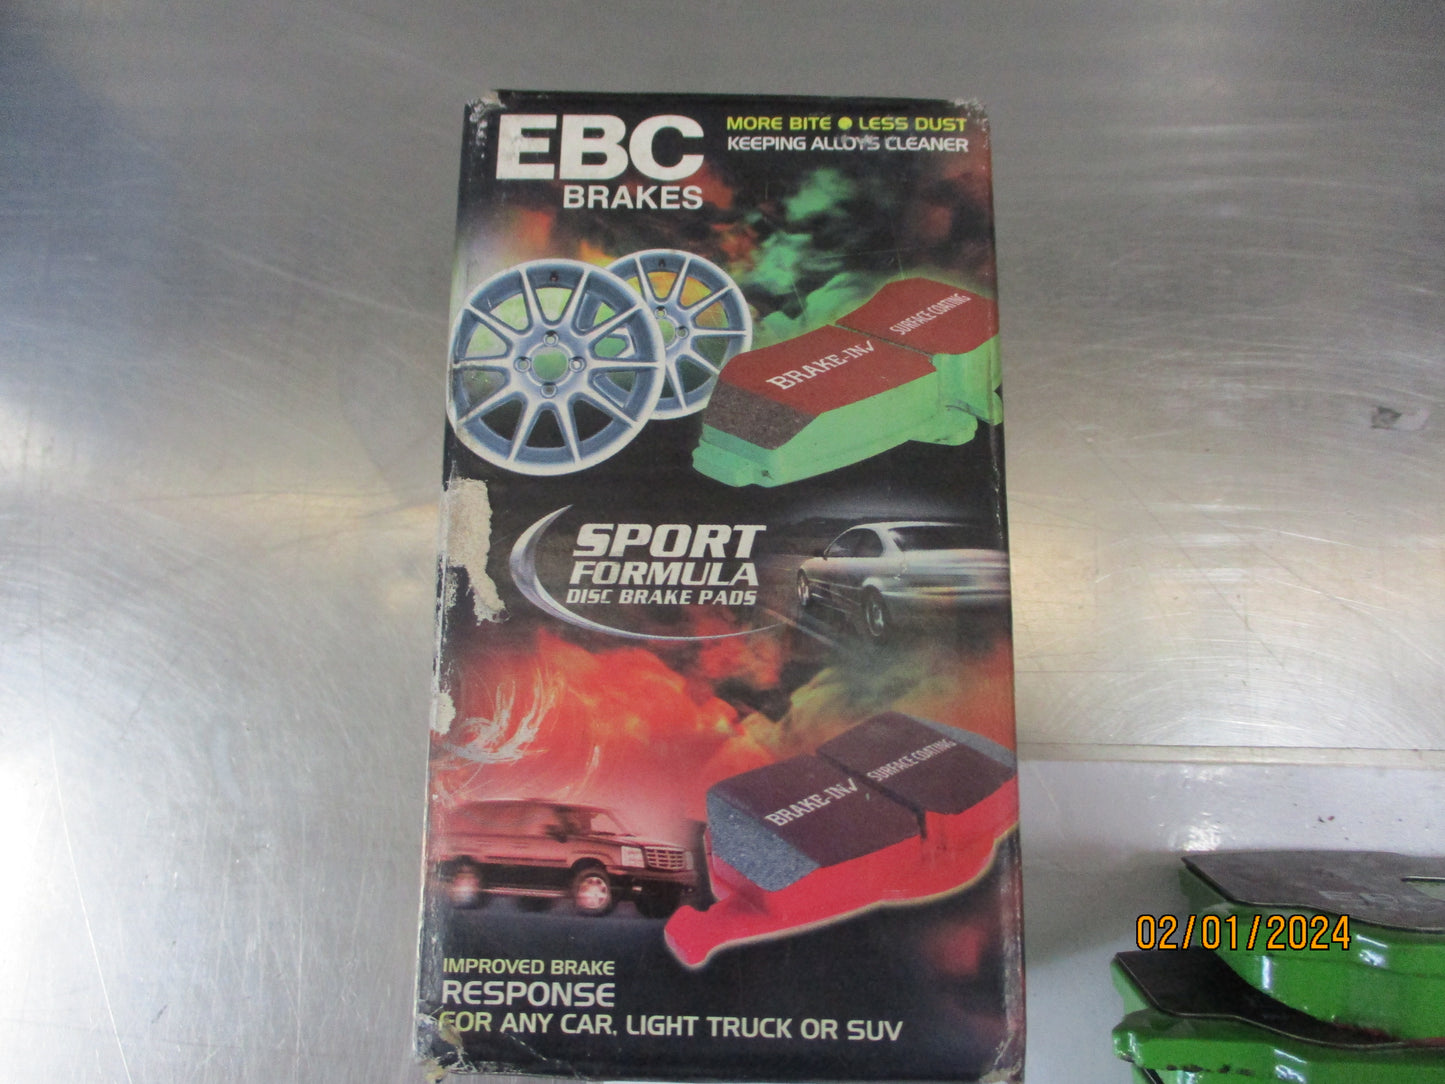 EBC
BRAKES
MORE BITE ● LESS DUST
KEEPING ALLOYS CLEANER
SURFACE COATING
BRAKE-IN
SPORT
FORMULA
DISC BRAKE PADS
SURFACE COATING
BRAKE-IN
IMPROVED BRAKE
RESPONSE
FOR ANY CAR, LIGHT TRUCK OR SUV
02/01/2024